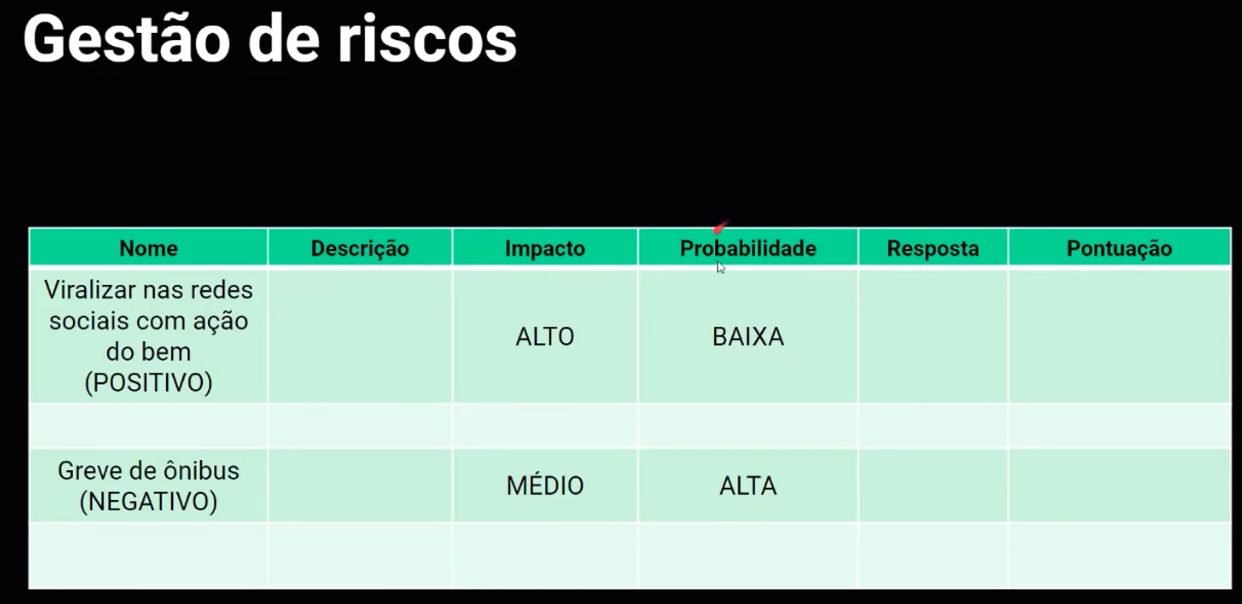 Gestão de riscos
Nome Descrição Impacto Probabilidade Resposta Pontuação
Viralizar nas redes
sociais com ação
do bem
(POSITIVO)
ALTO
BAIXA
Greve de ônibus
(NEGATIVO)
MÉDIO
ALTA